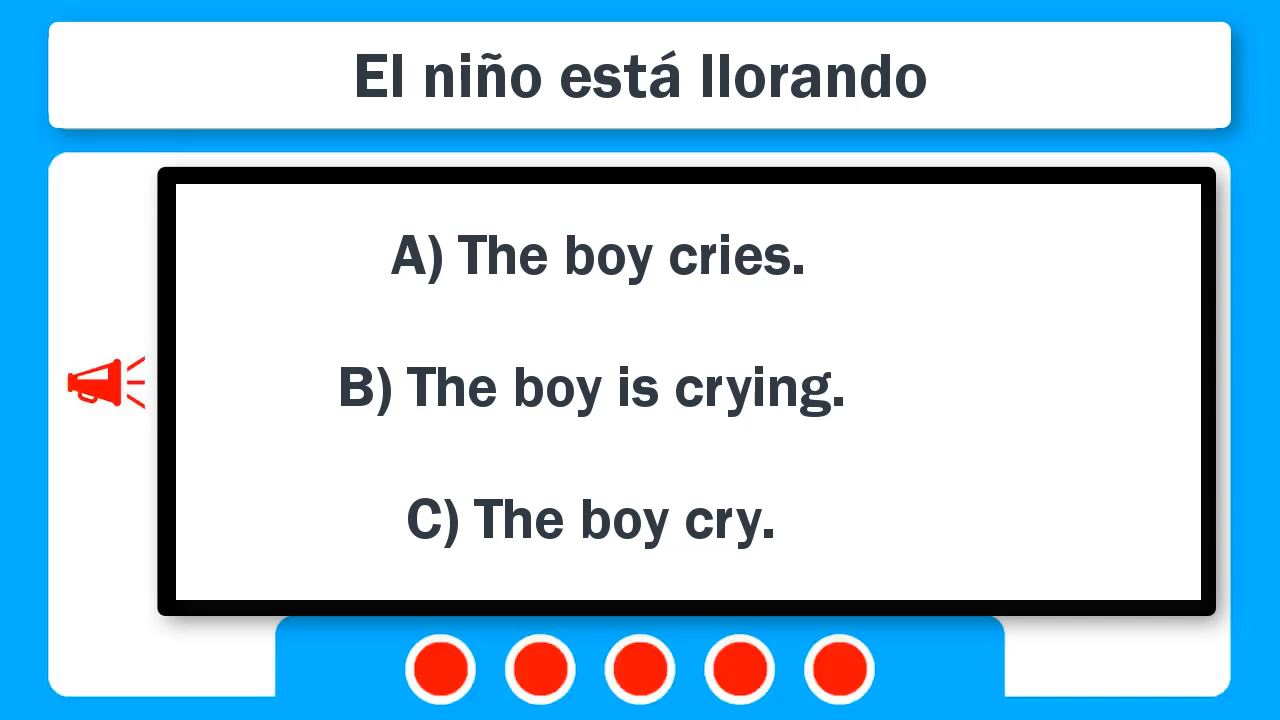 El niño está llorando
A) The boy cries.
B) The boy is crying.
C) The boy cry.